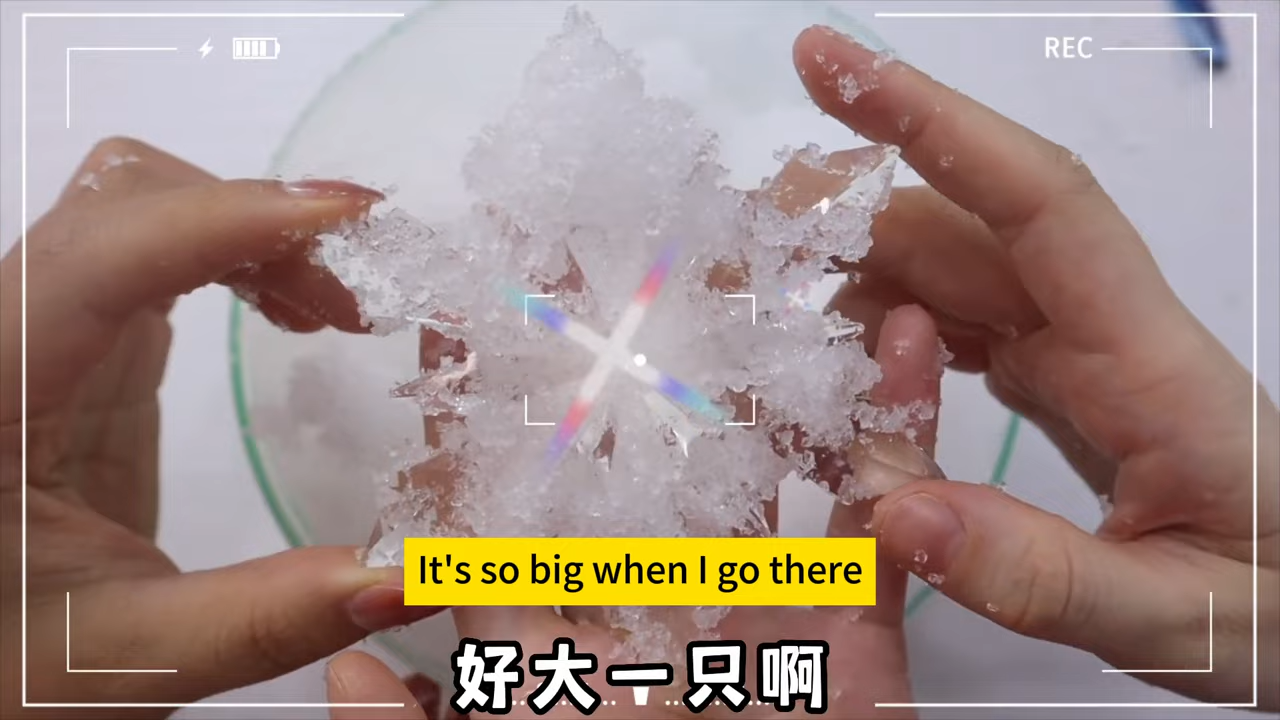 REC
It's so big when I go there
好大一只啊